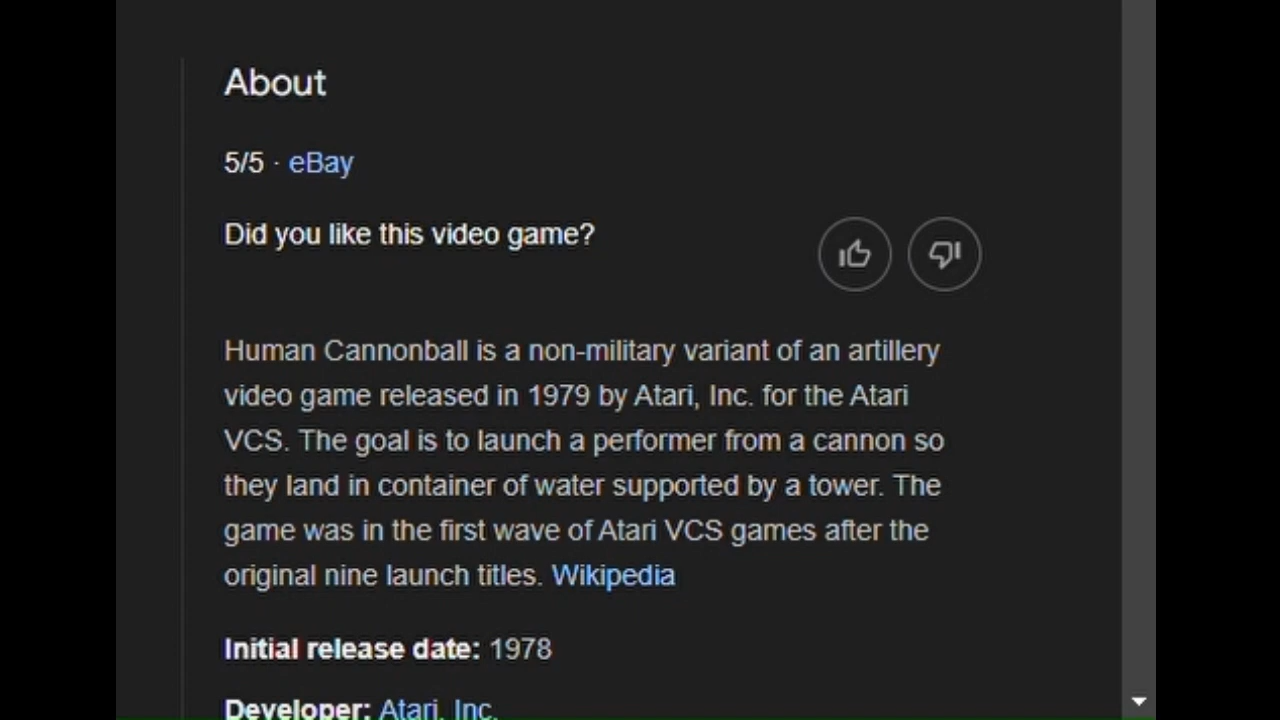 About
5/5 · eBay
Did you like this video game?
Human Cannonball is a non-military variant of an artillery
video game released in 1979 by Atari, Inc. for the Atari
VCS. The goal is to launch a performer from a cannon so
they land in container of water supported by a tower. The
game was in the first wave of Atari VCS games after the
original nine launch titles. Wikipedia
Initial release date: 1978
Developer: Atari, Inc.